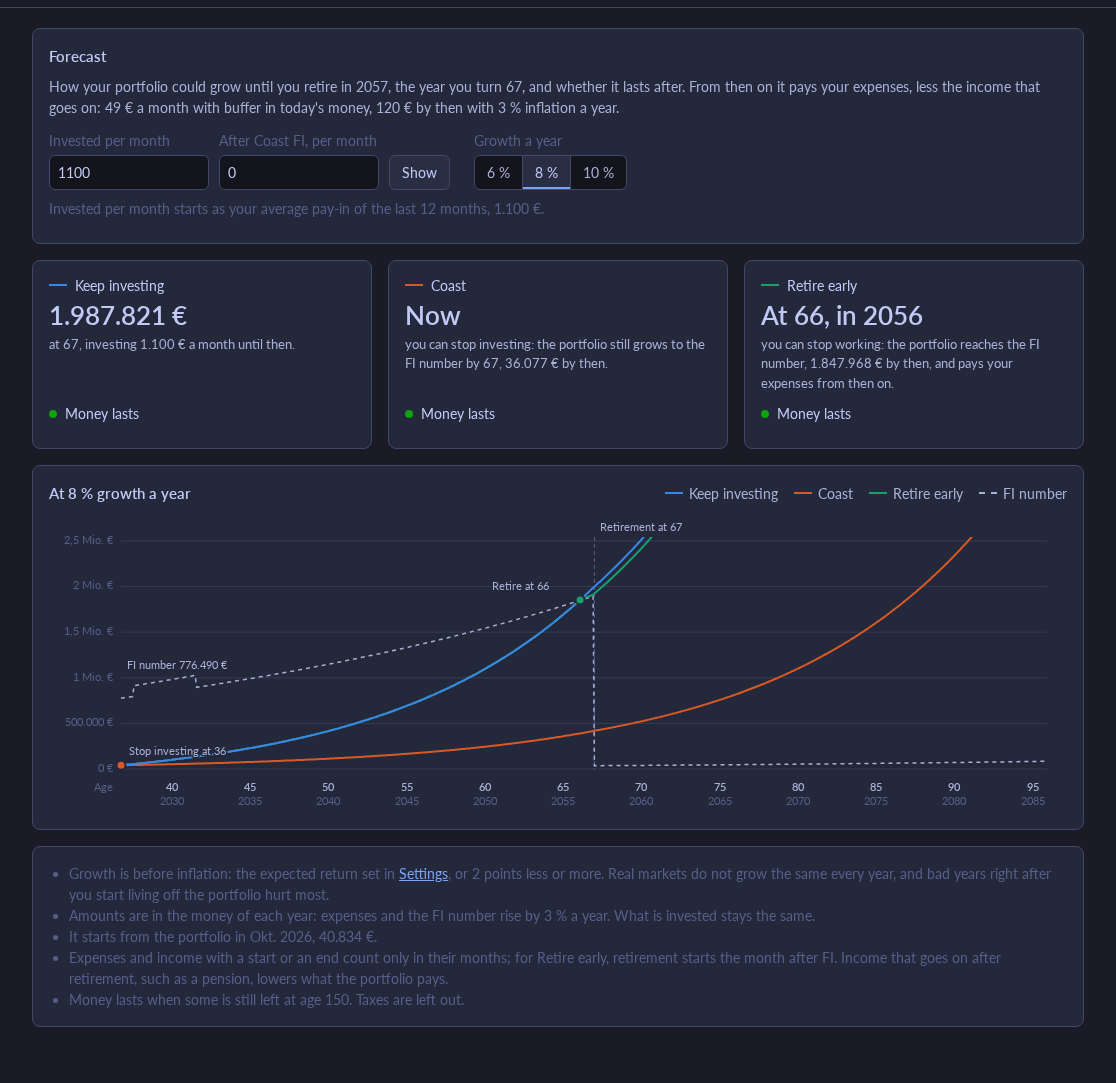 Forecast
How your portfolio could grow until you retire in 2057, the year you turn 67, and whether it lasts after. From then on it pays your expenses, less the income that
goes on: 49 € a month with buffer in today's money, 120 € by then with 3 % inflation a year.
Invested per month
After Coast FI, per month
Growth a year
1100
0
Show
6 %
8 %
10 %
Invested per month starts as your average pay-in of the last 12 months, 1.100 €.
Keep investing
1.987.821 €
at 67, investing 1.100 € a month until then.
Money lasts
Coast
Now
you can stop investing: the portfolio still grows to the
FI number by 67, 36.077 € by then.
Money lasts
Retire early
At 66, in 2056
you can stop working: the portfolio reaches the FI
number, 1.847.968 € by then, and pays your
expenses from then on.
Money lasts
At 8 % growth a year
Keep investing
Coast
Retire early
FI number
Retirement at 67
2,5 Mio. €
2 Mio. €
Retire at 66
1,5 Mio. €
FI number 776.490 €
1 Mio. €
500.000 €
Stop investing at 36
0 €
Age
40 45 50 55 60 65 70 75 80 85 90 95
2030 2035 2040 2045 2050 2055 2060 2065 2070 2075 2080 2085
• Growth is before inflation: the expected return set in Settings, or 2 points less or more. Real markets do not grow the same every year, and bad years right after
you start living off the portfolio hurt most.
• Amounts are in the money of each year: expenses and the FI number rise by 3 % a year. What is invested stays the same.
• It starts from the portfolio in Okt. 2026, 40.834 €.
• Expenses and income with a start or an end count only in their months; for Retire early, retirement starts the month after FI. Income that goes on after
retirement, such as a pension, lowers what the portfolio pays.
• Money lasts when some is still left at age 150. Taxes are left out.